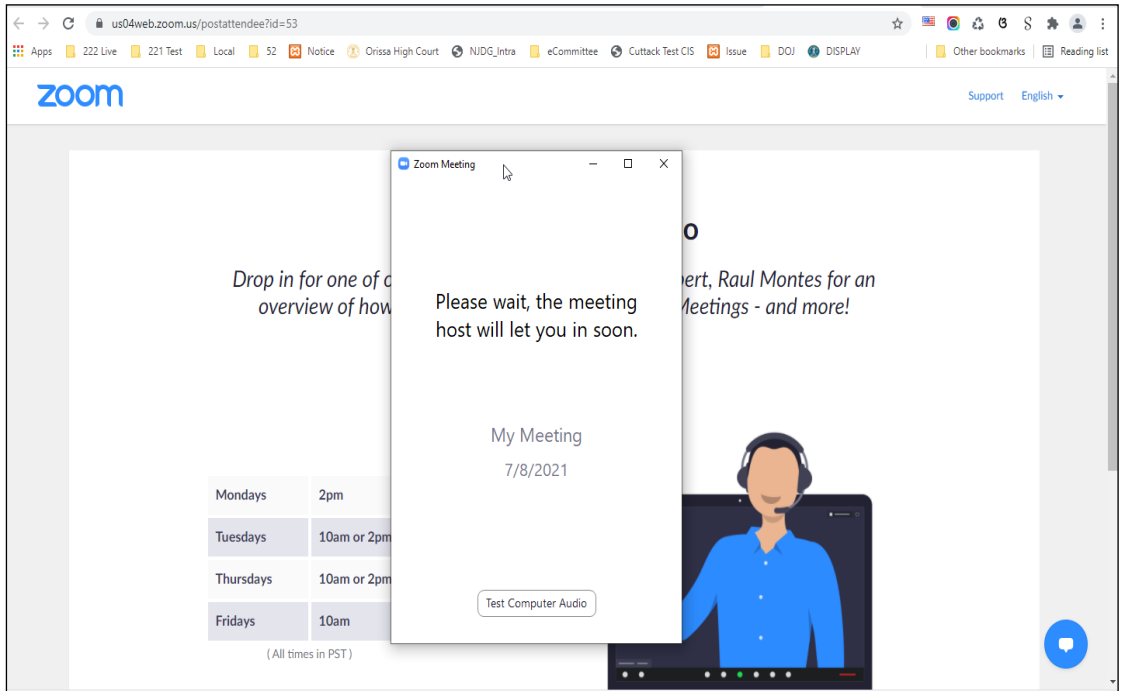 us04web.zoom.us/postattendee?id=53
Apps 222 Live 221 Test Local 52 Notice Orissa High Court NJDG_Intra eCommittee Cuttack Test CIS Issue DOJ DISPLAY Other bookmarks Reading list
zoom Support English
Zoom Meeting
o
Drop in for one of o pert, Raul Montes for an
overview of how Meetings - and more!
Please wait, the meeting
host will let you in soon.
My Meeting
7/8/2021
Mondays 2pm
Tuesdays 10am or 2pm
Thursdays 10am or 2pm
Fridays 10am
( All times in PST )
Test Computer Audio